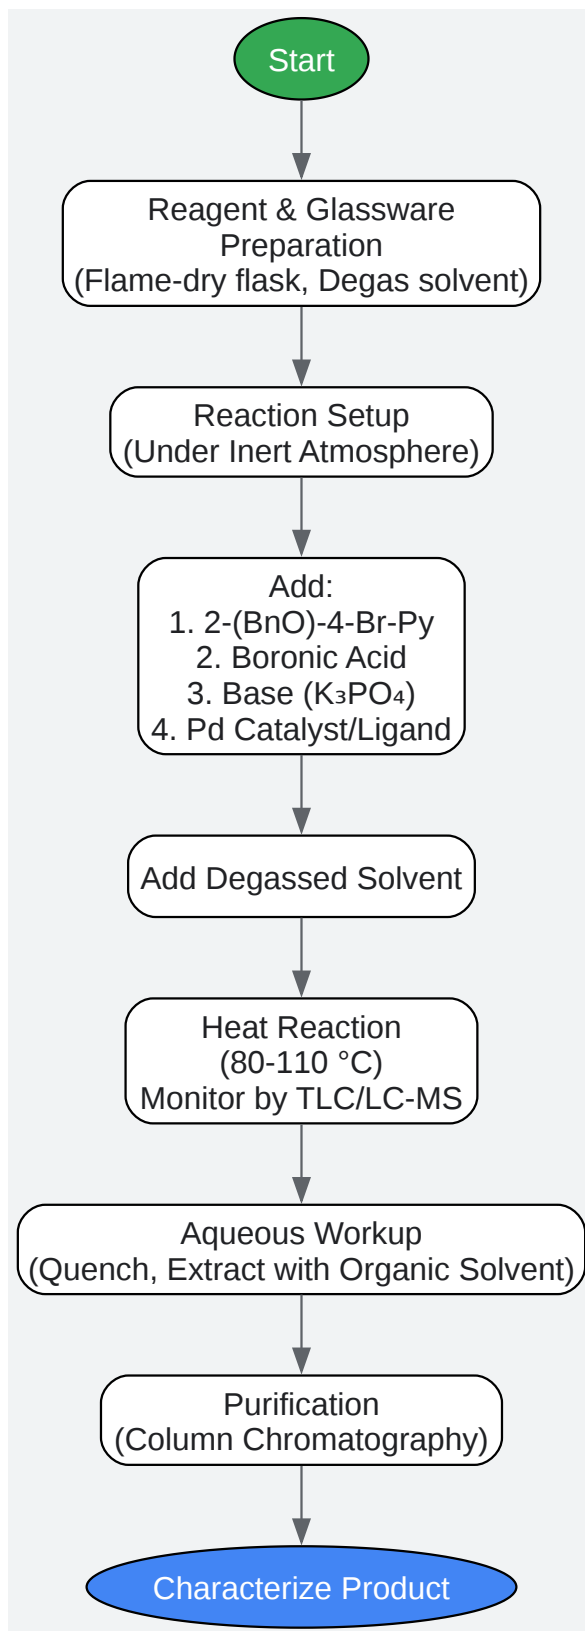 Start
Reagent & Glassware
Preparation
(Flame-dry flask, Degas solvent)
Reaction Setup
(Under Inert Atmosphere)
Add:
1. 2-(BnO)-4-Br-Py
2. Boronic Acid
3. Base (K₃PO₄)
4. Pd Catalyst/Ligand
Add Degassed Solvent
Heat Reaction
(80-110 °C)
Monitor by TLC/LC-MS
Aqueous Workup
(Quench, Extract with Organic Solvent)
Purification
(Column Chromatography)
Characterize Product